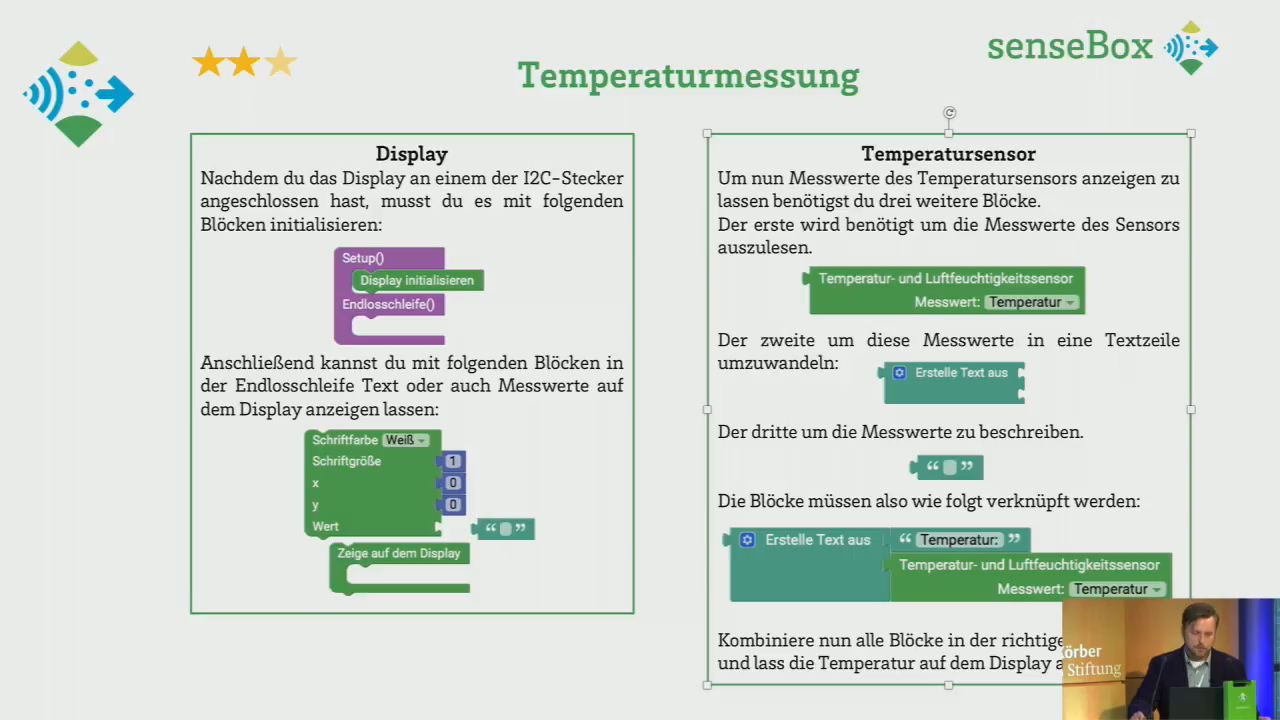 senseBox
Temperaturmessung
Display
Nachdem du das Display an einem der I2C-Stecker
angeschlossen hast, musst du es mit folgenden
Blöcken initialisieren:
Setup()
Display initialisieren
Endlosschleife()
Anschließend kannst du mit folgenden Blöcken in
der Endlosschleife Text oder auch Messwerte auf
dem Display anzeigen lassen:
Schriftfarbe Weiß
Schriftgröße 1
x 0
y 0
Wert “ ”
Zeige auf dem Display
Temperatursensor
Um nun Messwerte des Temperatursensors anzeigen zu
lassen benötigst du drei weitere Blöcke.
Der erste wird benötigt um die Messwerte des Sensors
auszulesen.
Temperatur- und Luftfeuchtigkeitssensor
Messwert: Temperatur
Der zweite um diese Messwerte in eine Textzeile
umzuwandeln:
Erstelle Text aus
Der dritte um die Messwerte zu beschreiben.
“ ”
Die Blöcke müssen also wie folgt verknüpft werden:
Erstelle Text aus “ Temperatur: ”
Temperatur- und Luftfeuchtigkeitssensor
Messwert: Temperatur
Kombiniere nun alle Blöcke in der richtige
und lass die Temperatur auf dem Display a
örber
Stiftung